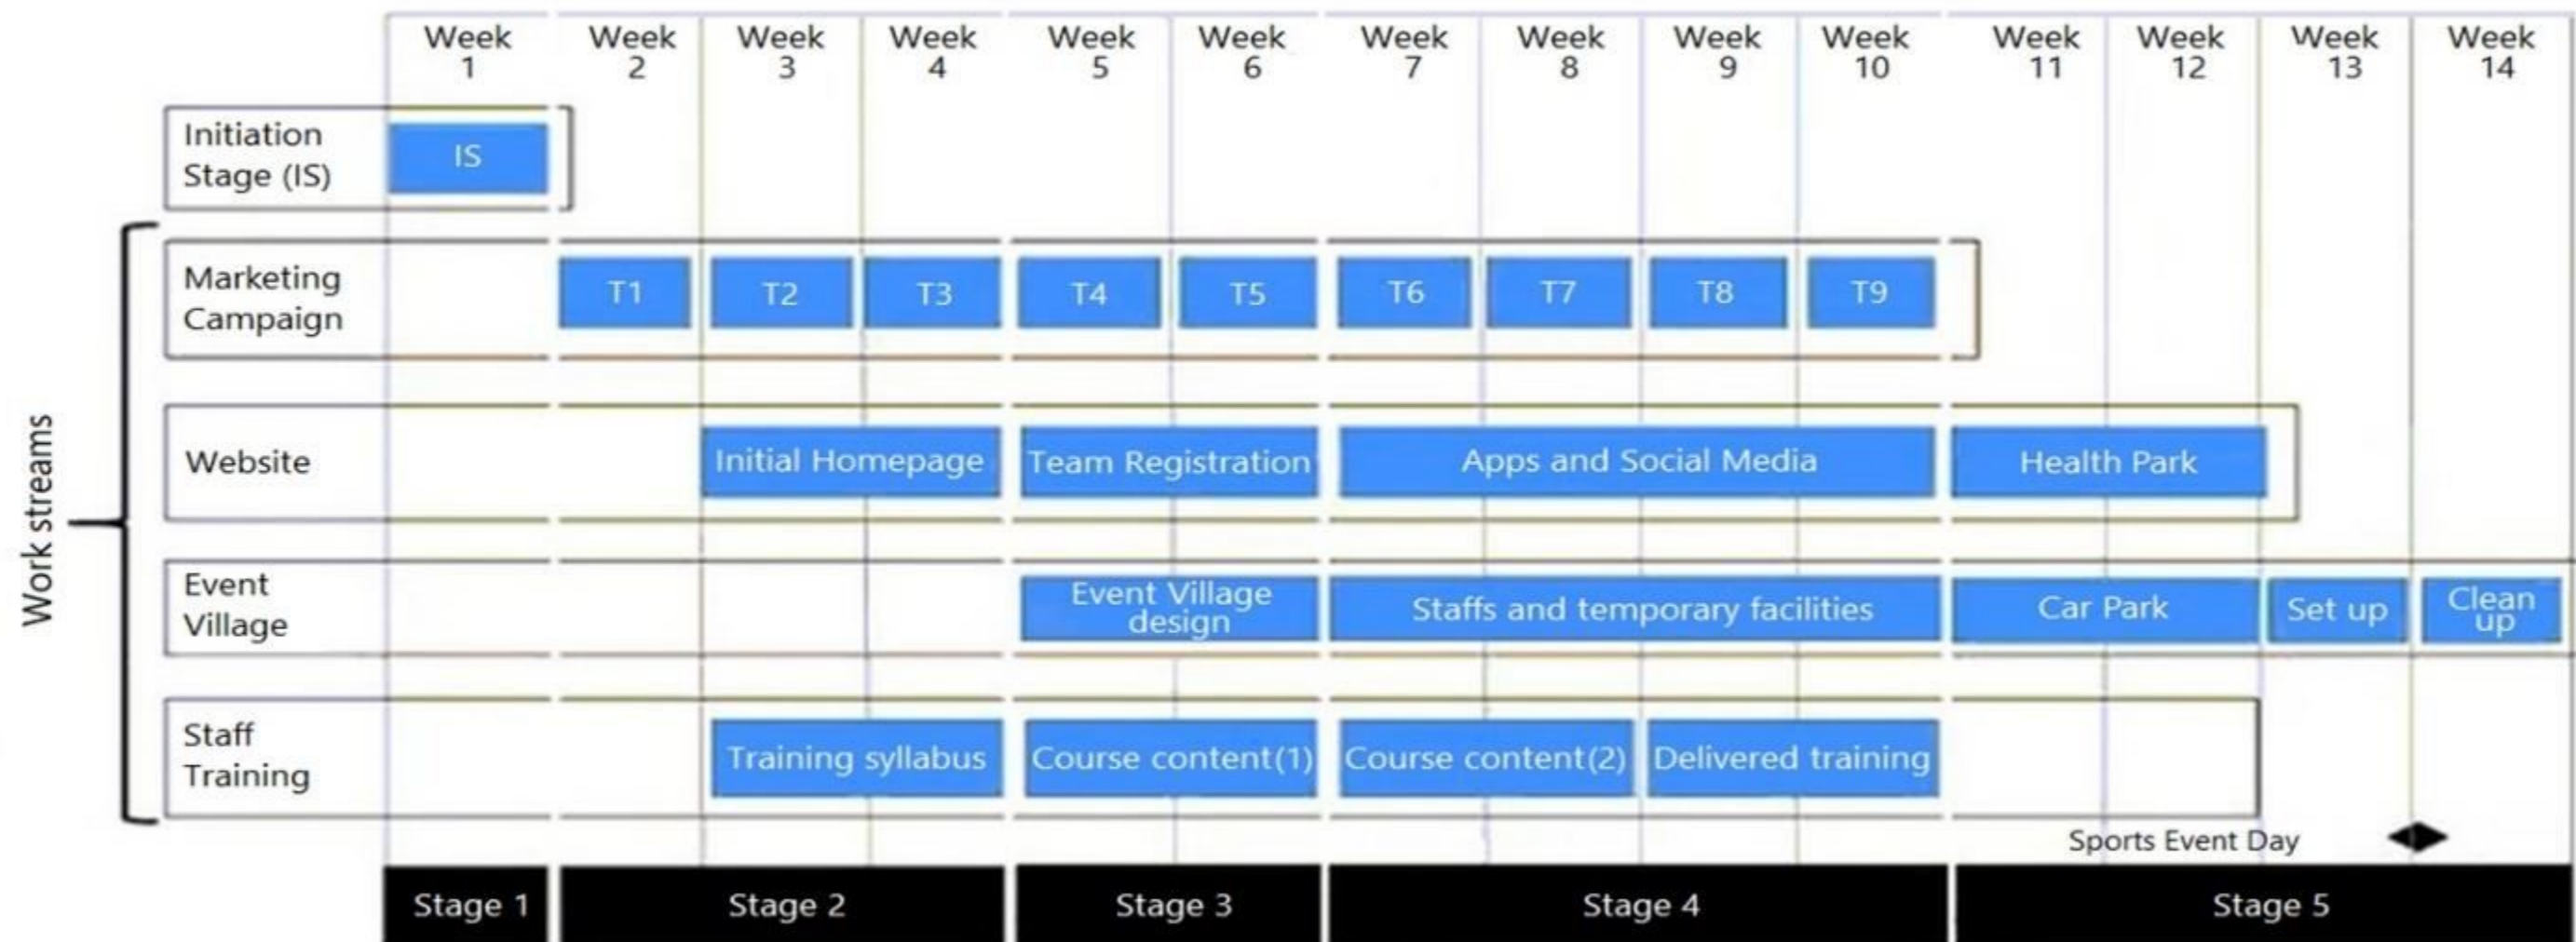 Week Week Week Week Week Week Week Week Week Week Week Week Week Week
1 2 3 4 5 6 7 8 9 10 11 12 13 14
Initiation
Stage (IS)
IS
Work streams
Marketing
Campaign
T1 T2 T3 T4 T5 T6 T7 T8 T9
Website
Initial Homepage Team Registration Apps and Social Media Health Park
Event
Village
Event Village
design
Staffs and temporary facilities Car Park Set up
Clean
up
Staff
Training
Training syllabus Course content(1) Course content(2) Delivered training
Sports Event Day
Stage 1 Stage 2 Stage 3 Stage 4 Stage 5